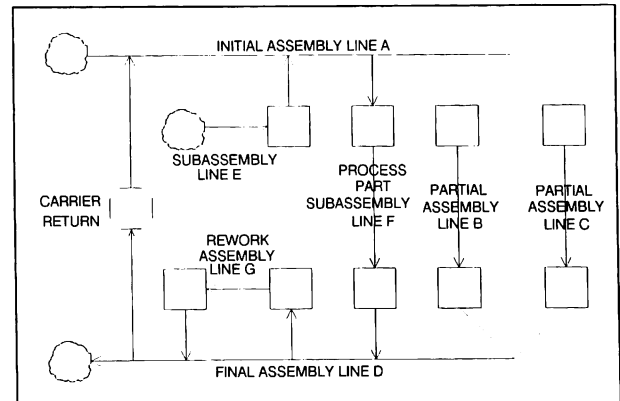 INITIAL ASSEMBLY LINE A
SUBASSEMBLY
LINE E
PROCESS
PART
SUBASSEMBLY
LINE F
PARTIAL
ASSEMBLY
LINE B
PARTIAL
ASSEMBLY
LINE C
CARRIER
RETURN
REWORK
ASSEMBLY
LINE G
FINAL ASSEMBLY LINE D